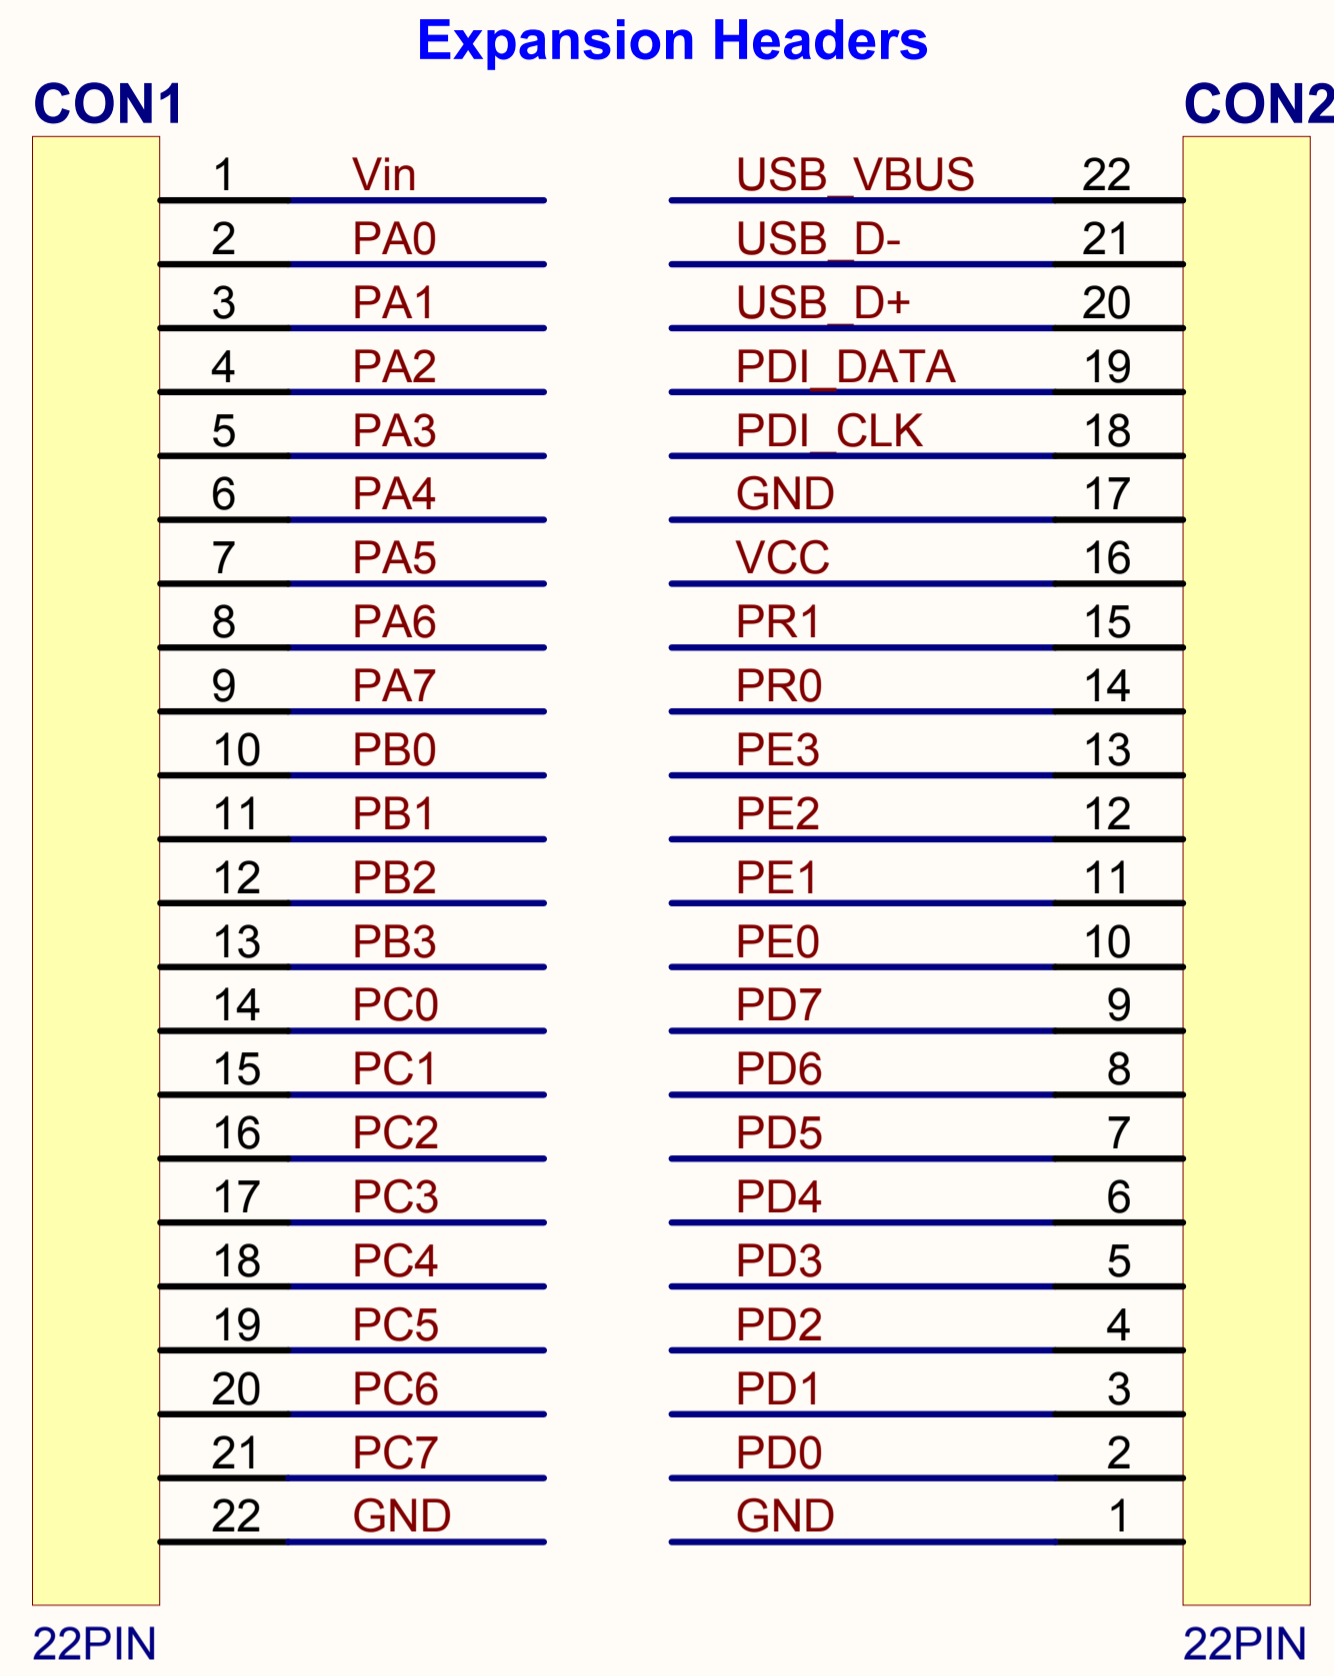 Expansion Headers
CON1 CON2
1 Vin USB_VBUS 22
2 PA0 USB_D- 21
3 PA1 USB_D+ 20
4 PA2 PDI_DATA 19
5 PA3 PDI_CLK 18
6 PA4 GND 17
7 PA5 VCC 16
8 PA6 PR1 15
9 PA7 PR0 14
10 PB0 PE3 13
11 PB1 PE2 12
12 PB2 PE1 11
13 PB3 PE0 10
14 PC0 PD7 9
15 PC1 PD6 8
16 PC2 PD5 7
17 PC3 PD4 6
18 PC4 PD3 5
19 PC5 PD2 4
20 PC6 PD1 3
21 PC7 PD0 2
22 GND GND 1
22PIN 22PIN